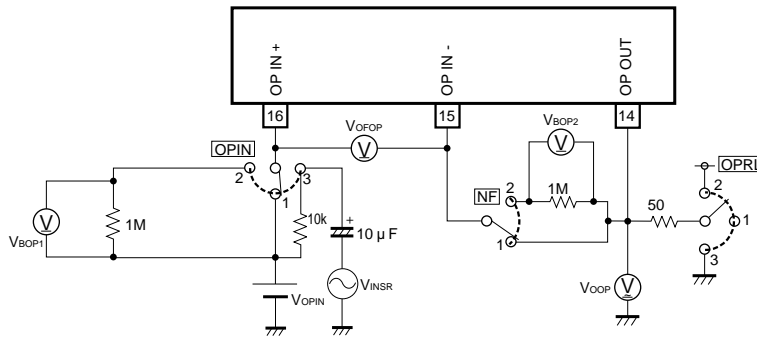 OP IN +
OP IN -
OP OUT
16
15
14
VOFOP
VBOP2
OPIN
OPRL
2
3
1
NF
2
1M
1
50
2
1
3
VBOP1
1M
10k
+
10 µ F
VOPIN
VINSR
VOOP
V
V
V
V